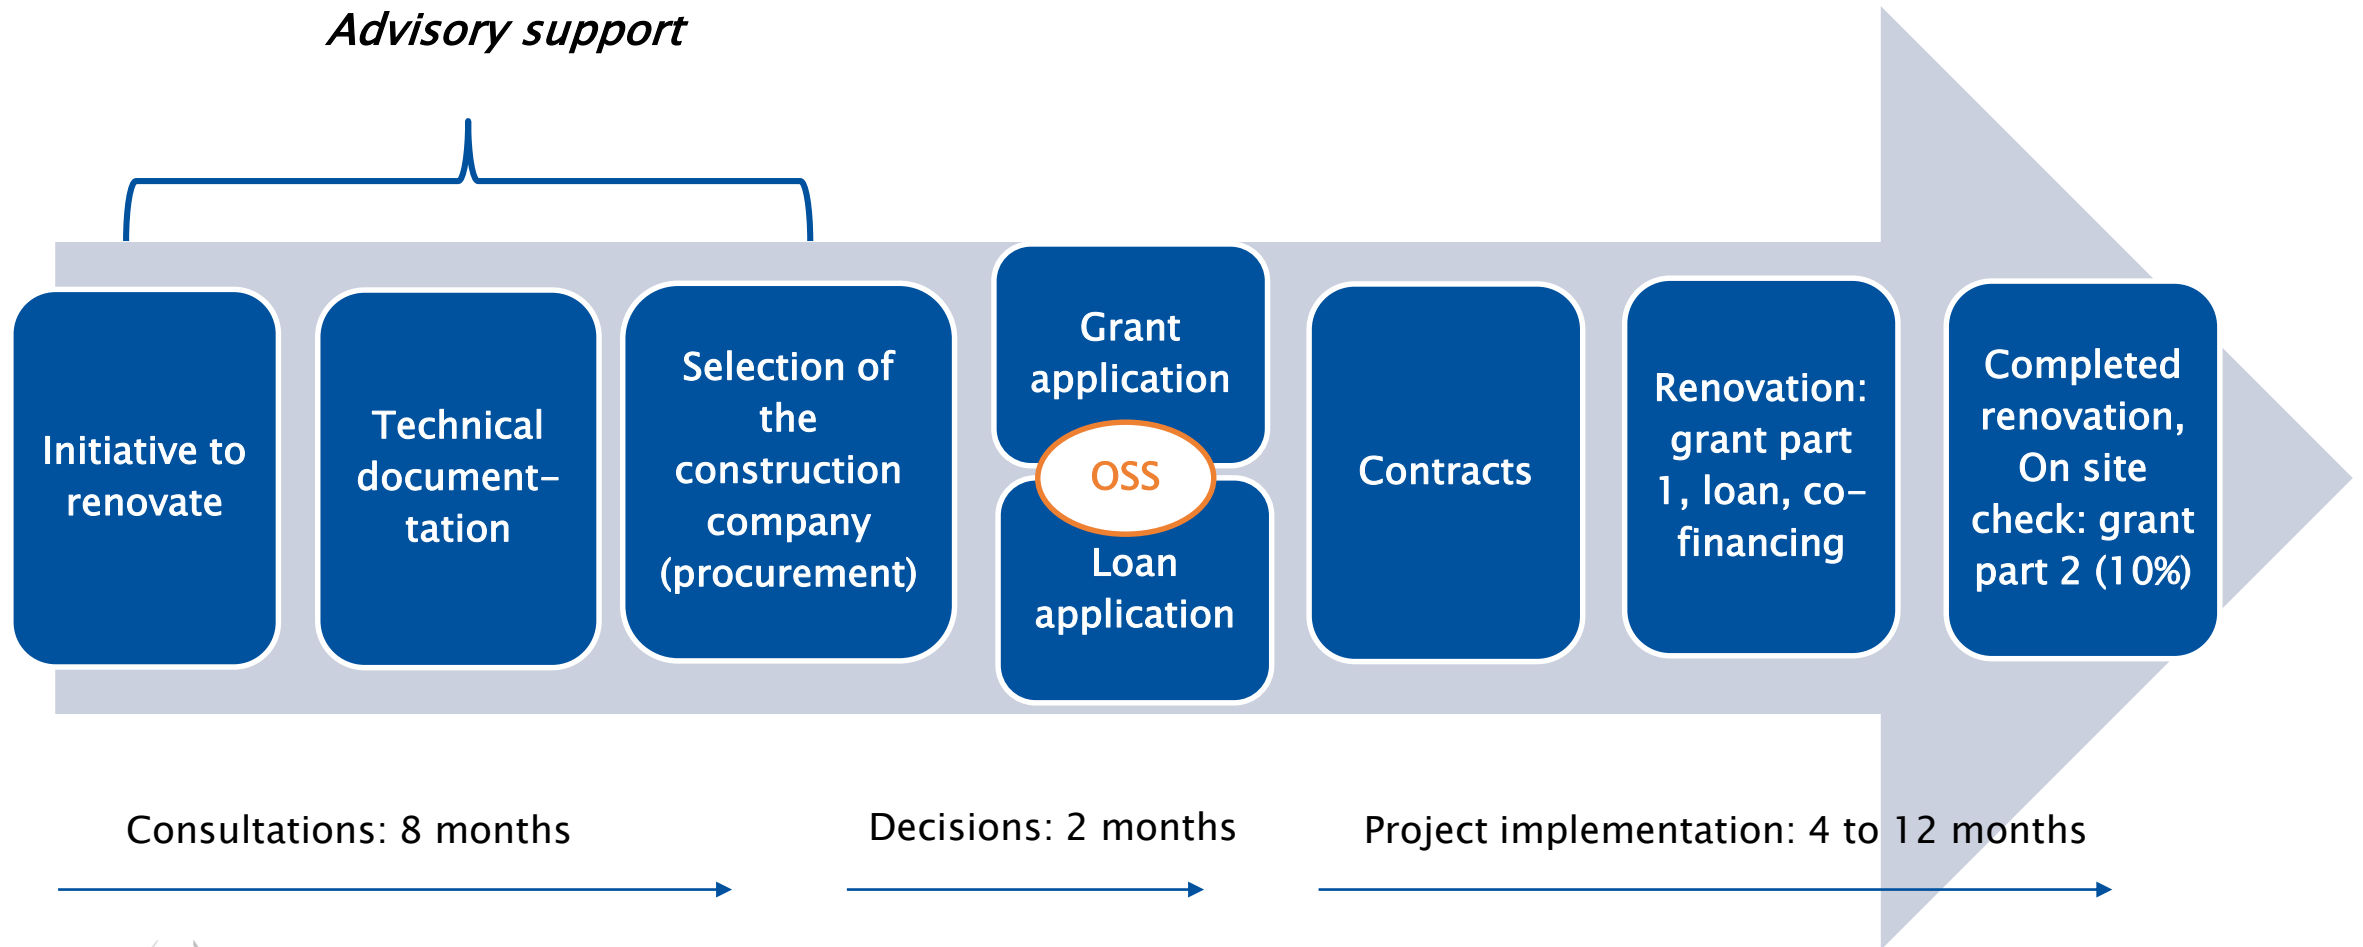 Advisory support
Initiative to
renovate
Technical
document–
tation
Selection of
the
construction
company
(procurement)
Grant
application
OSS
Loan
application
Contracts
Renovation:
grant part
1, loan, co–
financing
Completed
renovation,
On site
check: grant
part 2 (10%)
Consultations: 8 months
Decisions: 2 months
Project implementation: 4 to 12 months